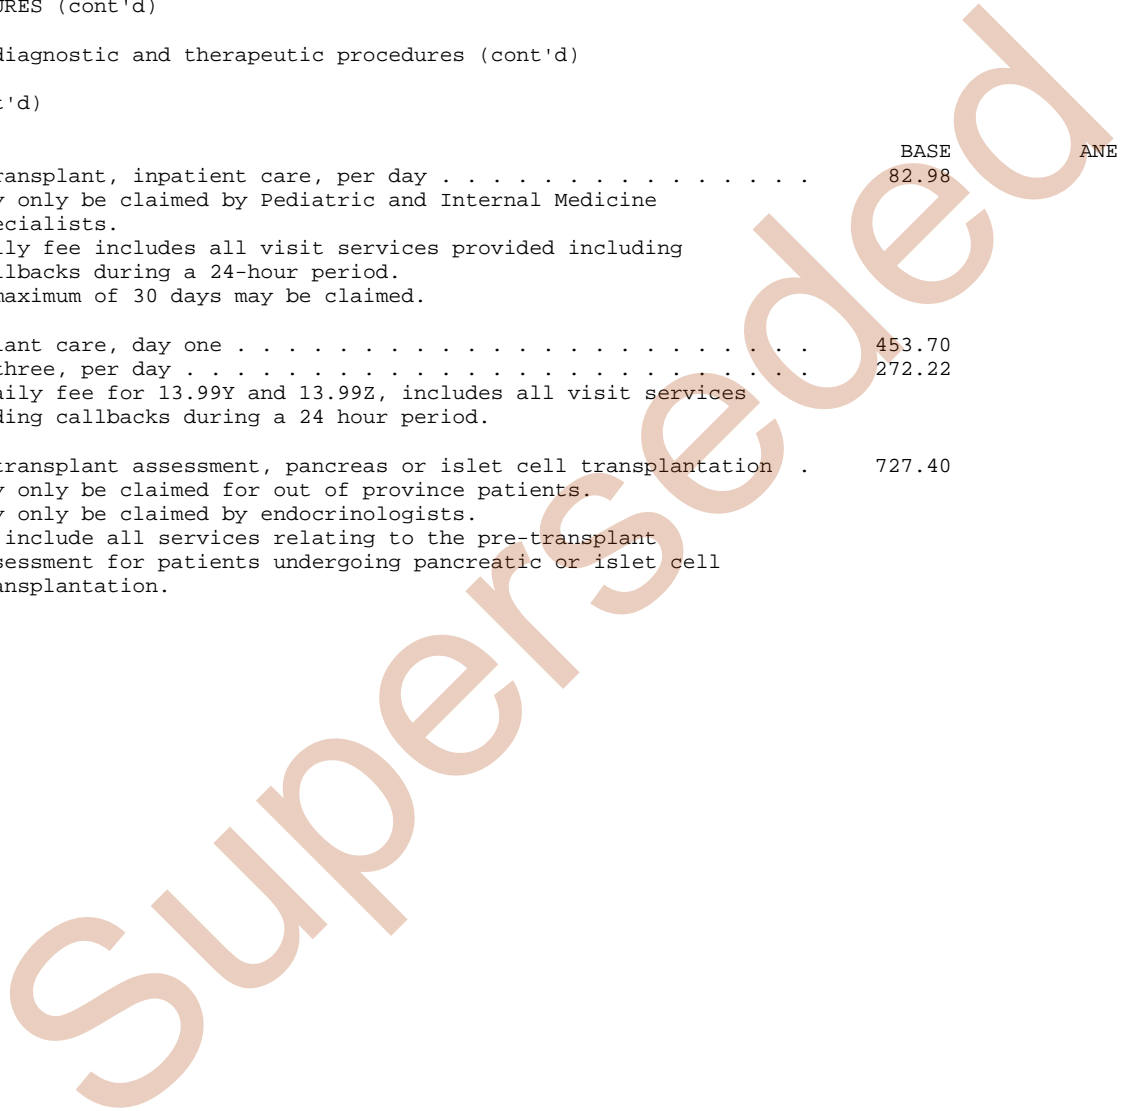 URES (cont'd)
diagnostic and therapeutic procedures (cont'd)
t'd)
BASE ANE
ransplant, inpatient care, per day . . . . . . . . . . . . . . . 82.98
y only be claimed by Pediatric and Internal Medicine
ecialists.
ily fee includes all visit services provided including
llbacks during a 24-hour period.
maximum of 30 days may be claimed.
lant care, day one . . . . . . . . . . . . . . . . . . . . . . . 453.70
three, per day . . . . . . . . . . . . . . . . . . . . . . . . . 272.22
aily fee for 13.99Y and 13.99Z, includes all visit services
ding callbacks during a 24 hour period.
transplant assessment, pancreas or islet cell transplantation . 727.40
y only be claimed for out of province patients.
y only be claimed by endocrinologists.
include all services relating to the pre-transplant
sessment for patients undergoing pancreatic or islet cell
ansplantation.
Superseded